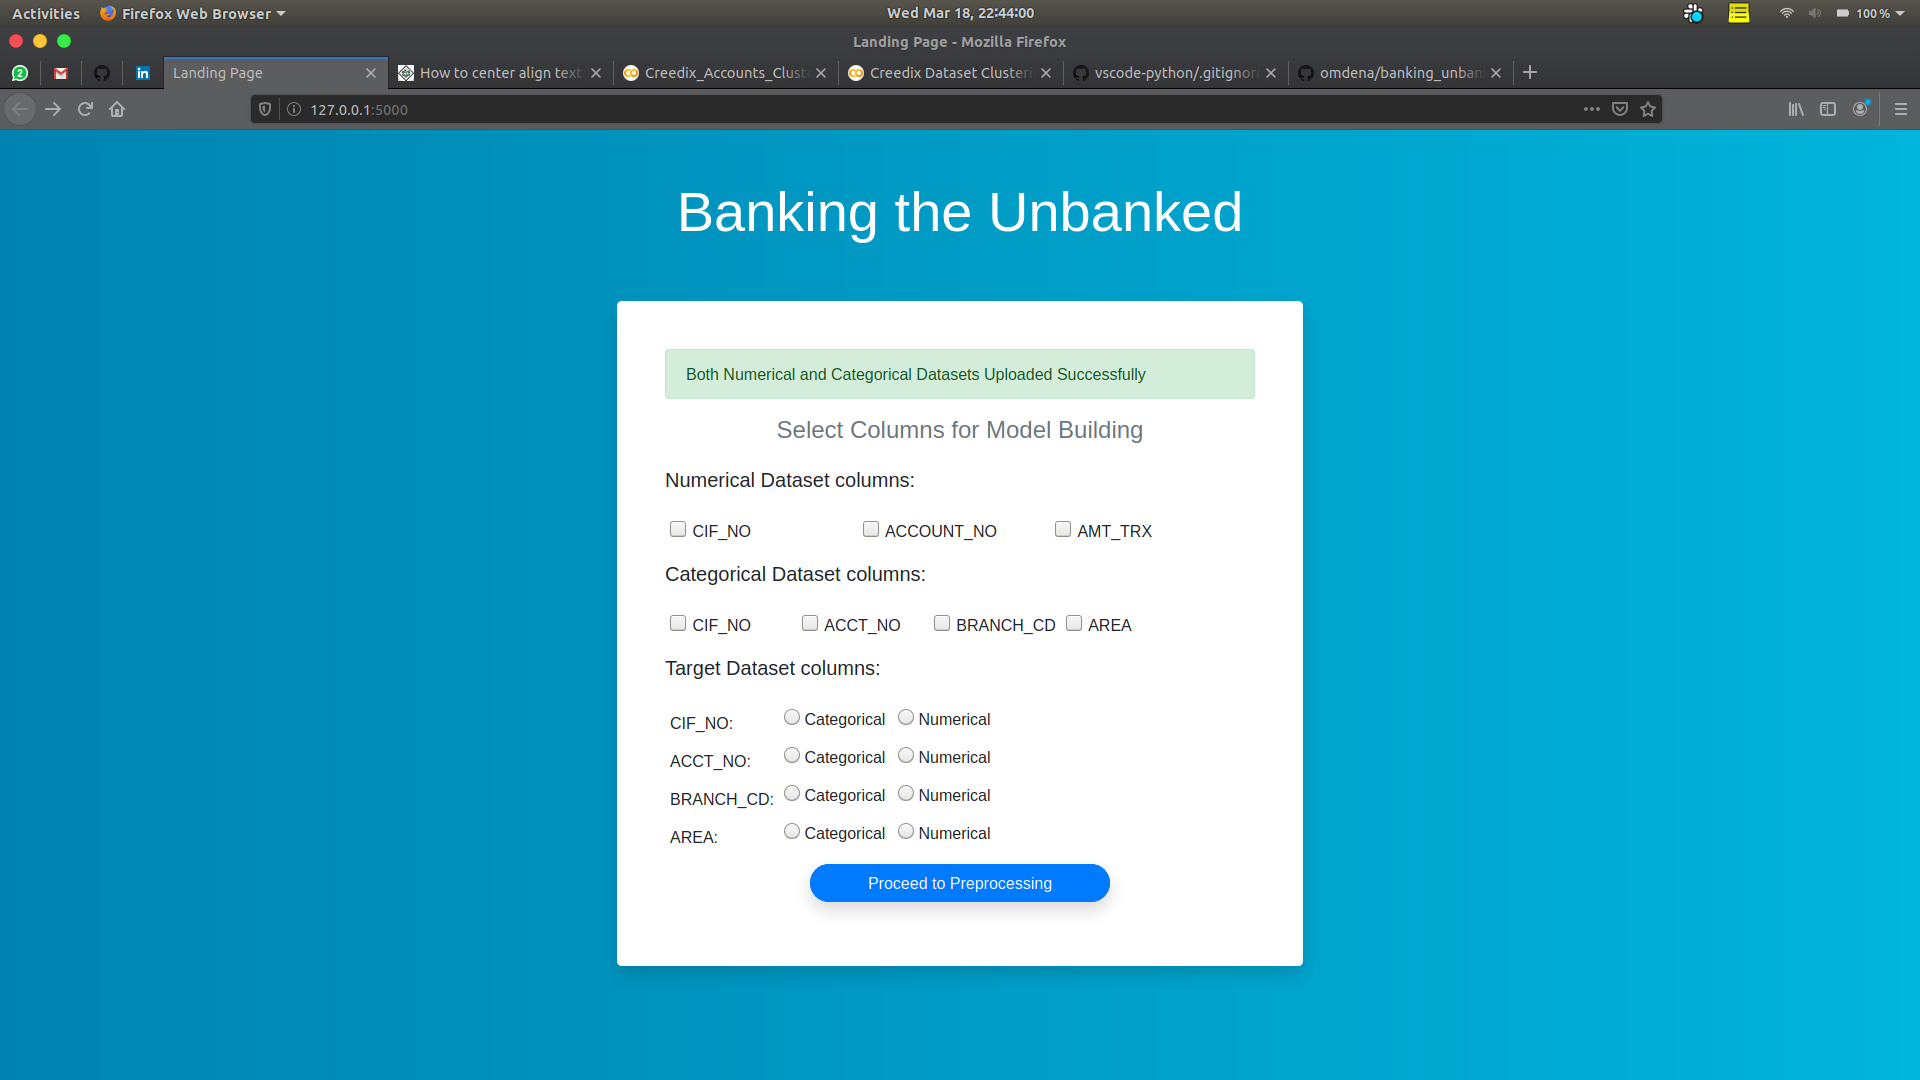 Activities Firefox Web Browser Wed Mar 18, 22:44:00 100 %
Landing Page - Mozilla Firefox
2 in Landing Page How to center align text Creedix_Accounts_Clust Creedix Dataset Clusteri vscode-python/.gitignor omdena/banking_unban
127.0.0.1:5000
Banking the Unbanked
Both Numerical and Categorical Datasets Uploaded Successfully
Select Columns for Model Building
Numerical Dataset columns:
CIF_NO ACCOUNT_NO AMT_TRX
Categorical Dataset columns:
CIF_NO ACCT_NO BRANCH_CD AREA
Target Dataset columns:
CIF_NO: Categorical Numerical
ACCT_NO: Categorical Numerical
BRANCH_CD: Categorical Numerical
AREA: Categorical Numerical
Proceed to Preprocessing